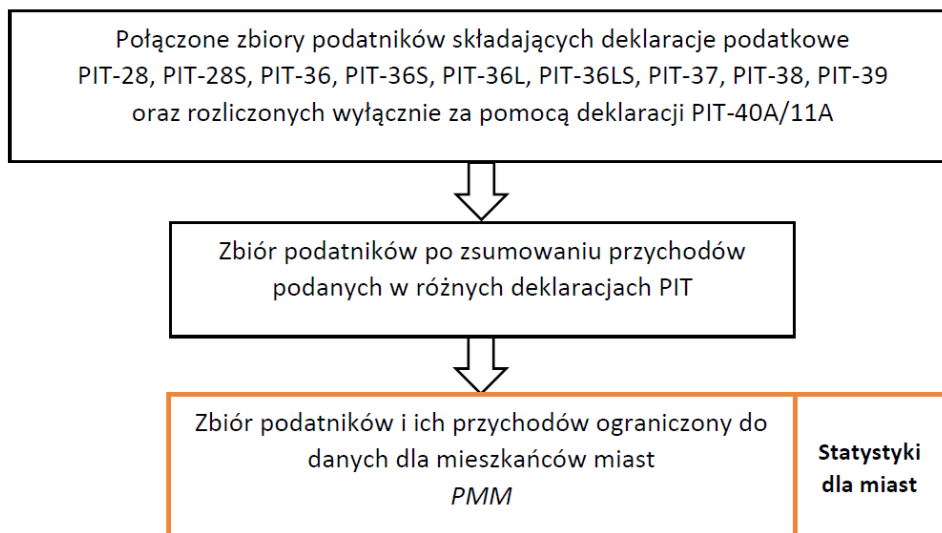 Połączone zbiory podatników składających deklaracje podatkowe
PIT-28, PIT-28S, PIT-36, PIT-36S, PIT-36L, PIT-36LS, PIT-37, PIT-38, PIT-39
oraz rozliczonych wyłącznie za pomocą deklaracji PIT-40A/11A
Zbiór podatników po zsumowaniu przychodów
podanych w różnych deklaracjach PIT
Zbiór podatników i ich przychodów ograniczony do
danych dla mieszkańców miast
PMM
Statystyki
dla miast